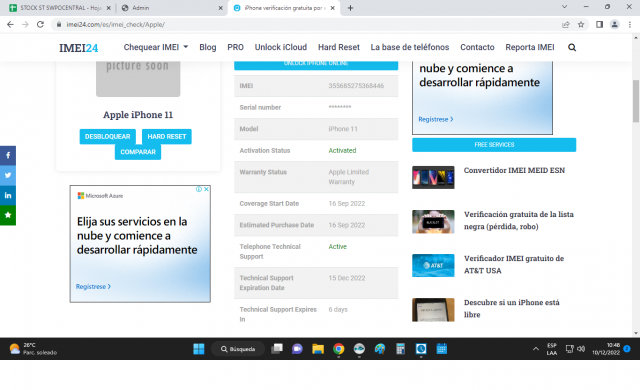 STOCK ST SWPOCENTRAL - Hoja
Admin
iPhone verificación gratuita por i
imei24.com/es/imei_check/Apple/
IMEI24
Chequear IMEI
Blog
PRO
Unlock iCloud
Hard Reset
La base de teléfonos
Contacto
Reporta IMEI
picture soon
Apple iPhone 11
DESBLOQUEAR
HARD RESET
COMPARAR
Microsoft Azure
Elija sus servicios en la
nube y comience a
desarrollar rápidamente
Regístrese >
UNLOCK IPHONE ONLINE
IMEI 355685275368446
Serial number ********
Model iPhone 11
Activation Status Activated
Warranty Status Apple Limited
Warranty
Coverage Start Date 16 Sep 2022
Estimated Purchase Date 16 Sep 2022
Telephone Technical Active
Support
Technical Support 15 Dec 2022
Expiration Date
Technical Support Expires 6 days
In
nube y comience a
desarrollar rápidamente
Regístrese >
FREE SERVICES
Convertidor IMEI MEID ESN
Verificación gratuita de la lista
negra (pérdida, robo)
AT&T
Verificador IMEI gratuito de
AT&T USA
Descubre si un iPhone está
libre
26°C
Parc. soleado
Búsqueda
ESP
LAA
10:46
10/12/2022